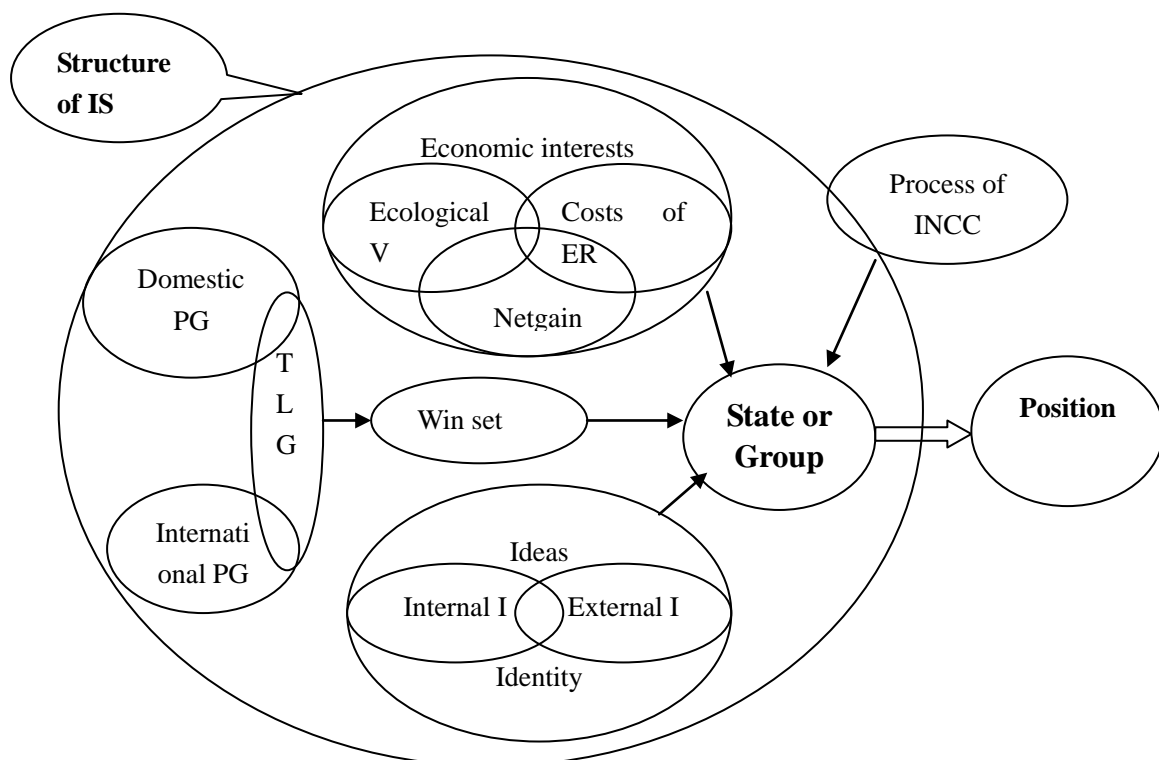 Structure
of IS
Economic interests
Ecological
V
Costs of
ER
Netgain
Process of
INCC
Domestic
PG
T
L
G
Win set
State or
Group
Position
Internati
onal PG
Ideas
Internal I
External I
Identity